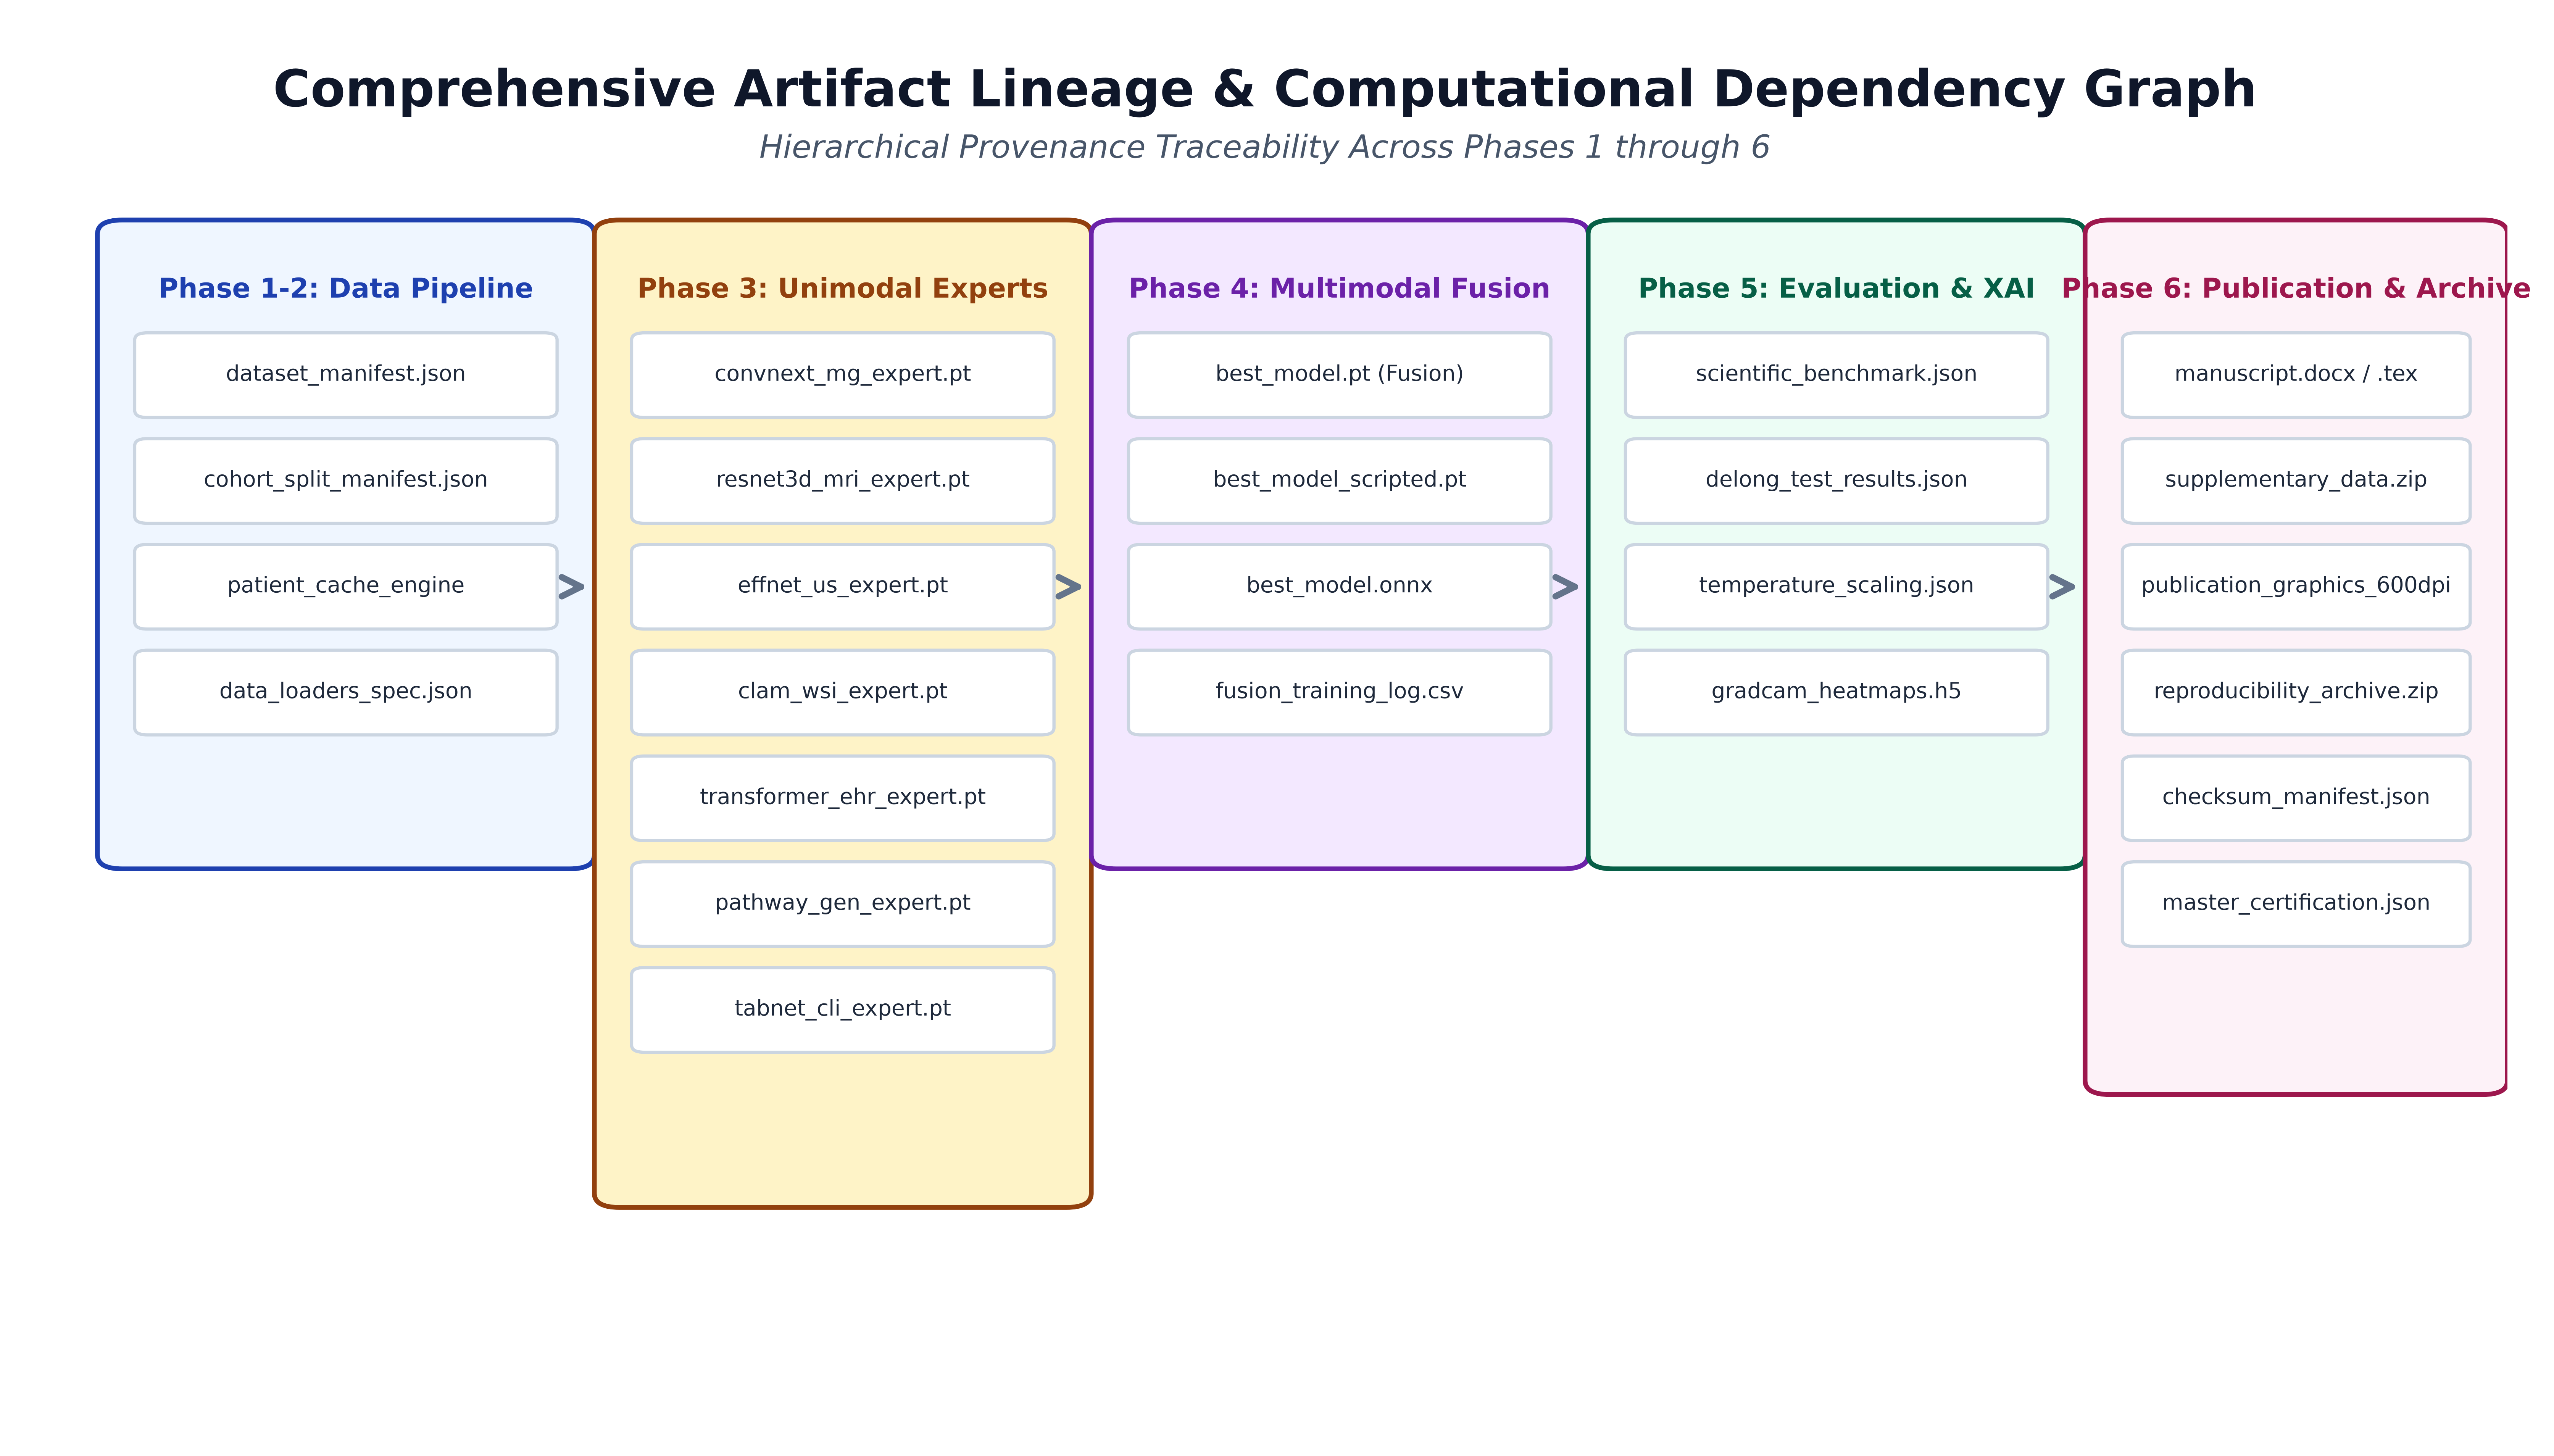 Comprehensive Artifact Lineage & Computational Dependency Graph
Hierarchical Provenance Traceability Across Phases 1 through 6
Phase 1-2: Data Pipeline
dataset_manifest.json
cohort_split_manifest.json
patient_cache_engine
data_loaders_spec.json
Phase 3: Unimodal Experts
convnext_mg_expert.pt
resnet3d_mri_expert.pt
effnet_us_expert.pt
clam_wsi_expert.pt
transformer_ehr_expert.pt
pathway_gen_expert.pt
tabnet_cli_expert.pt
Phase 4: Multimodal Fusion
best_model.pt (Fusion)
best_model_scripted.pt
best_model.onnx
fusion_training_log.csv
Phase 5: Evaluation & XAI
scientific_benchmark.json
delong_test_results.json
temperature_scaling.json
gradcam_heatmaps.h5
Phase 6: Publication & Archive
manuscript.docx / .tex
supplementary_data.zip
publication_graphics_600dpi
reproducibility_archive.zip
checksum_manifest.json
master_certification.json